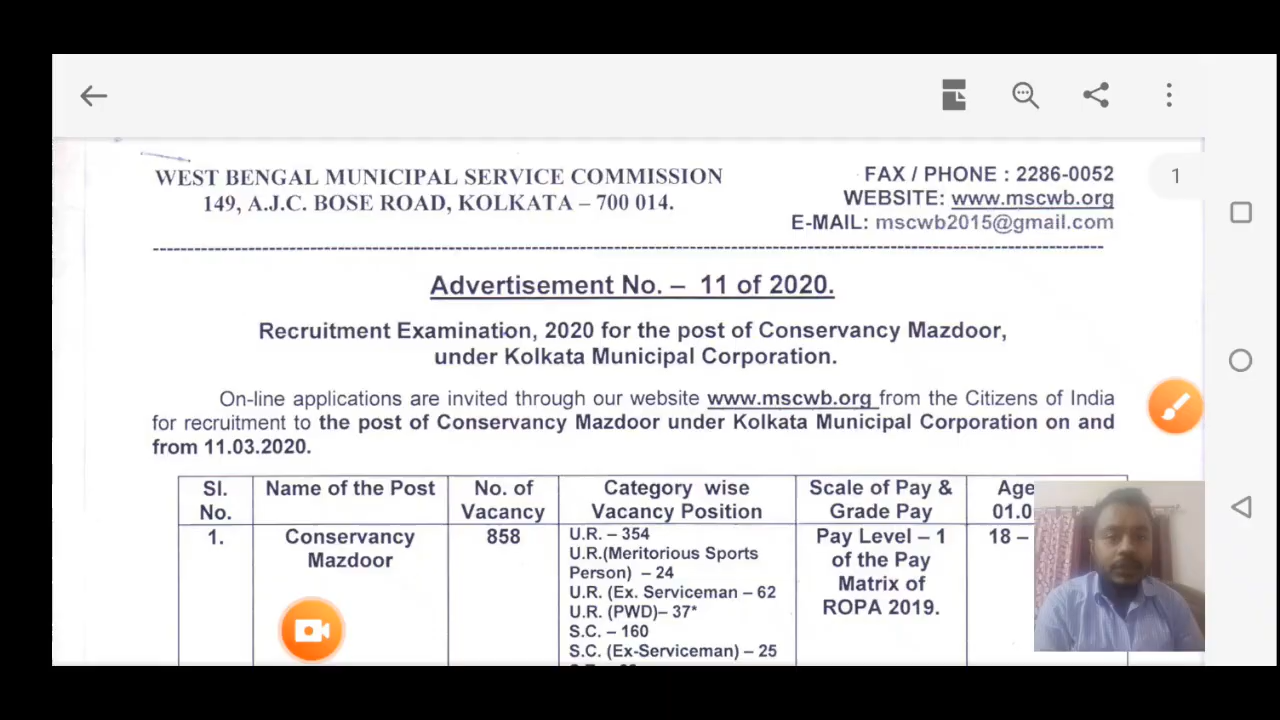 WEST BENGAL MUNICIPAL SERVICE COMMISSION
149, A.J.C. BOSE ROAD, KOLKATA – 700 014.
FAX / PHONE : 2286-0052
WEBSITE: www.mscwb.org
E-MAIL: mscwb2015@gmail.com
1
Advertisement No. – 11 of 2020.
Recruitment Examination, 2020 for the post of Conservancy Mazdoor,
under Kolkata Municipal Corporation.
On-line applications are invited through our website www.mscwb.org from the Citizens of India
for recruitment to the post of Conservancy Mazdoor under Kolkata Municipal Corporation on and
from 11.03.2020.
Sl. No.
Name of the Post
No. of Vacancy
Category wise Vacancy Position
Scale of Pay & Grade Pay
Age
01.0
1.
Conservancy
Mazdoor
858
U.R. – 354
U.R.(Meritorious Sports
Person) – 24
U.R. (Ex. Serviceman – 62
U.R. (PWD)– 37*
S.C. – 160
S.C. (Ex-Serviceman) – 25
Pay Level – 1
of the Pay
Matrix of
ROPA 2019.
18 –